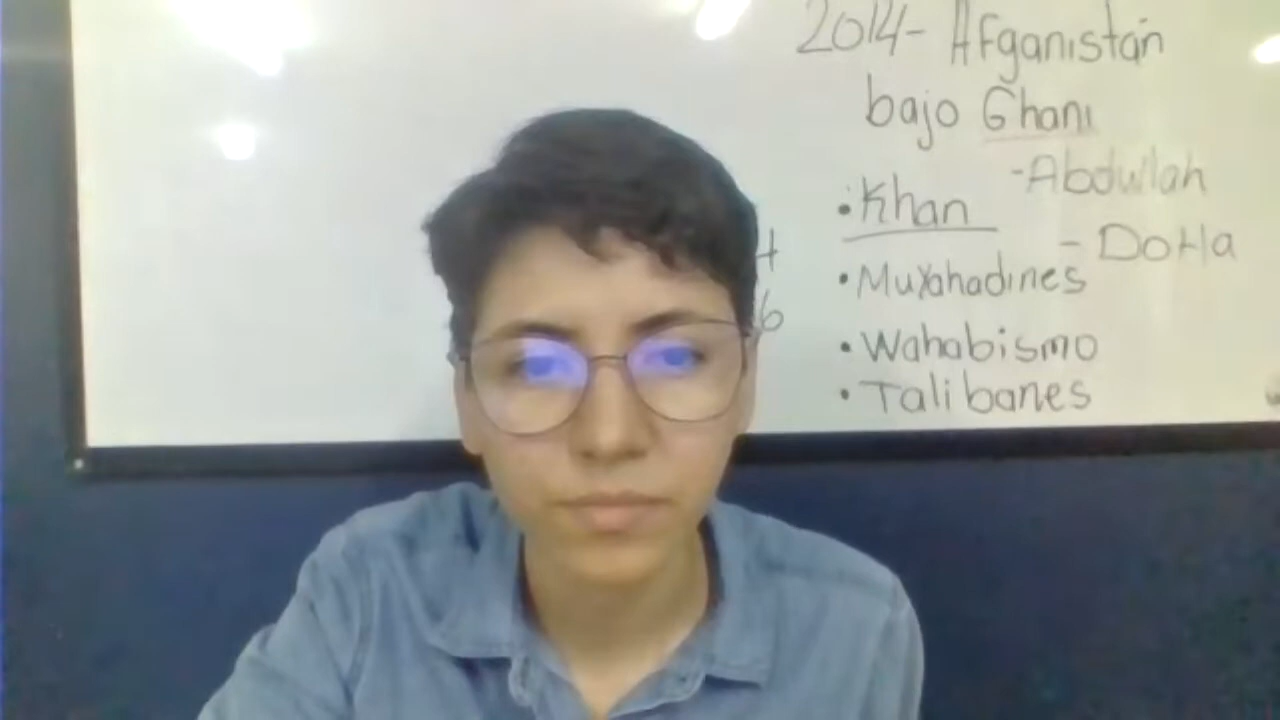 2014- Afganistán
bajo Ghani
-Abdullah
• Khan
- DoHa
• Muyahadines
• Wahabismo
• Talibanes